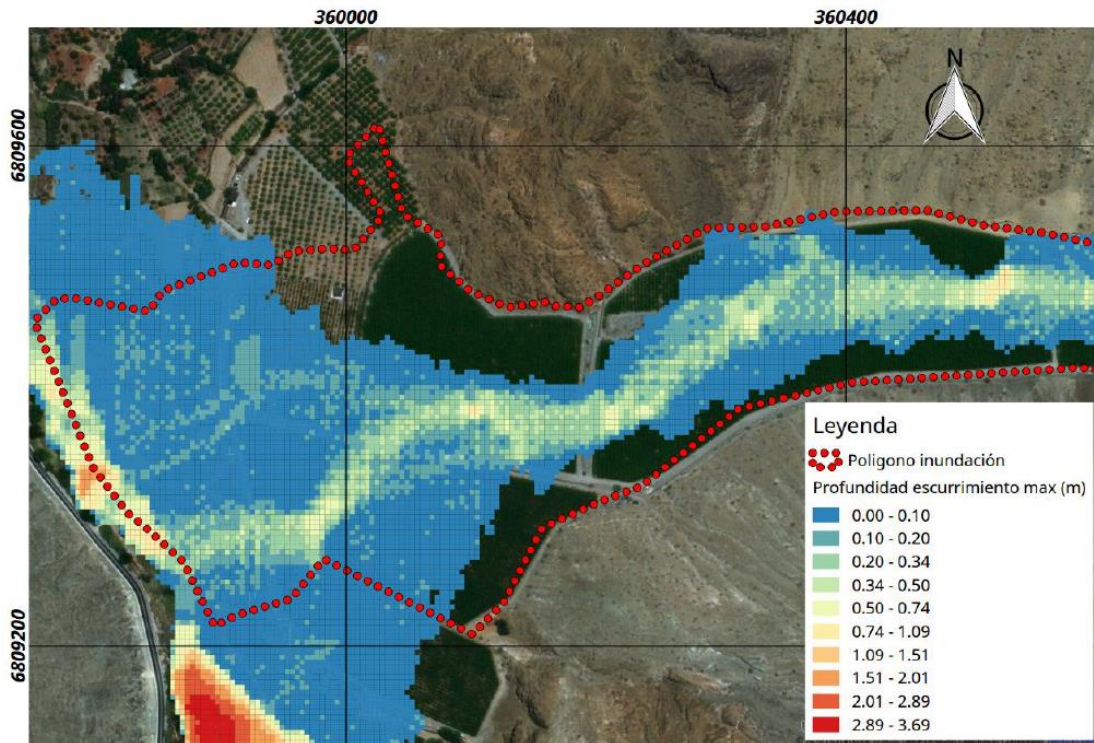 360000
360400
N
6809600
6809200
Leyenda
Poligono inundación
Profundidad escurrimiento max (m)
0.00 - 0.10
0.10 - 0.20
0.20 - 0.34
0.34 - 0.50
0.50 - 0.74
0.74 - 1.09
1.09 - 1.51
1.51 - 2.01
2.01 - 2.89
2.89 - 3.69